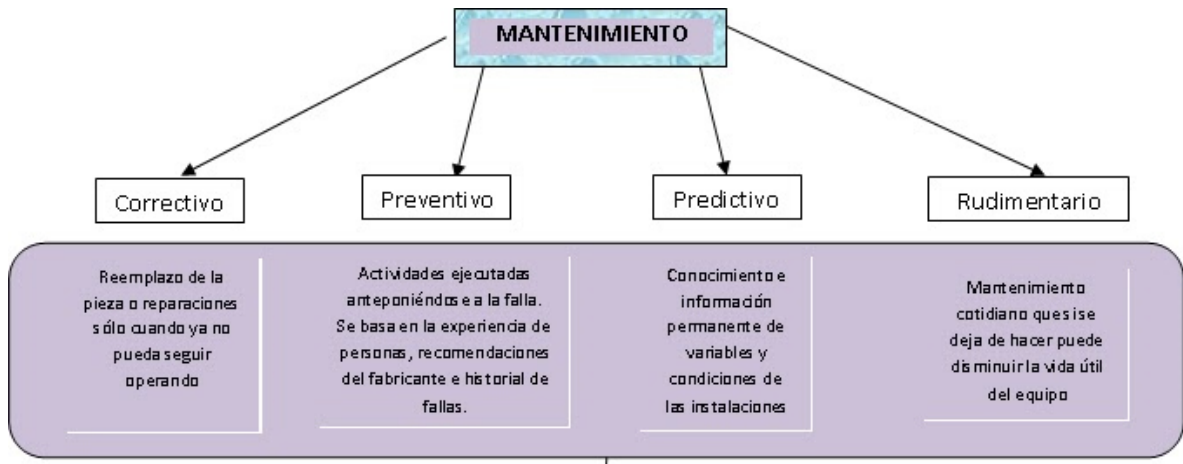 MANTENIMIENTO
Correctivo
Preventivo
Predictivo
Rudimentario
Reemplazo de la
pieza o reparaciones
sólo cuando ya no
pueda seguir
operando
Actividades ejecutadas
anteponiéndose a la falla.
Se basa en la experiencia de
personas, recomendaciones
del fabricante e historial de
fallas.
Conocimiento e
información
permanente de
variables y
condiciones de
las instalaciones
Mantenimiento
cotidiano que si se
deja de hacer puede
disminuir la vida útil
del equipo